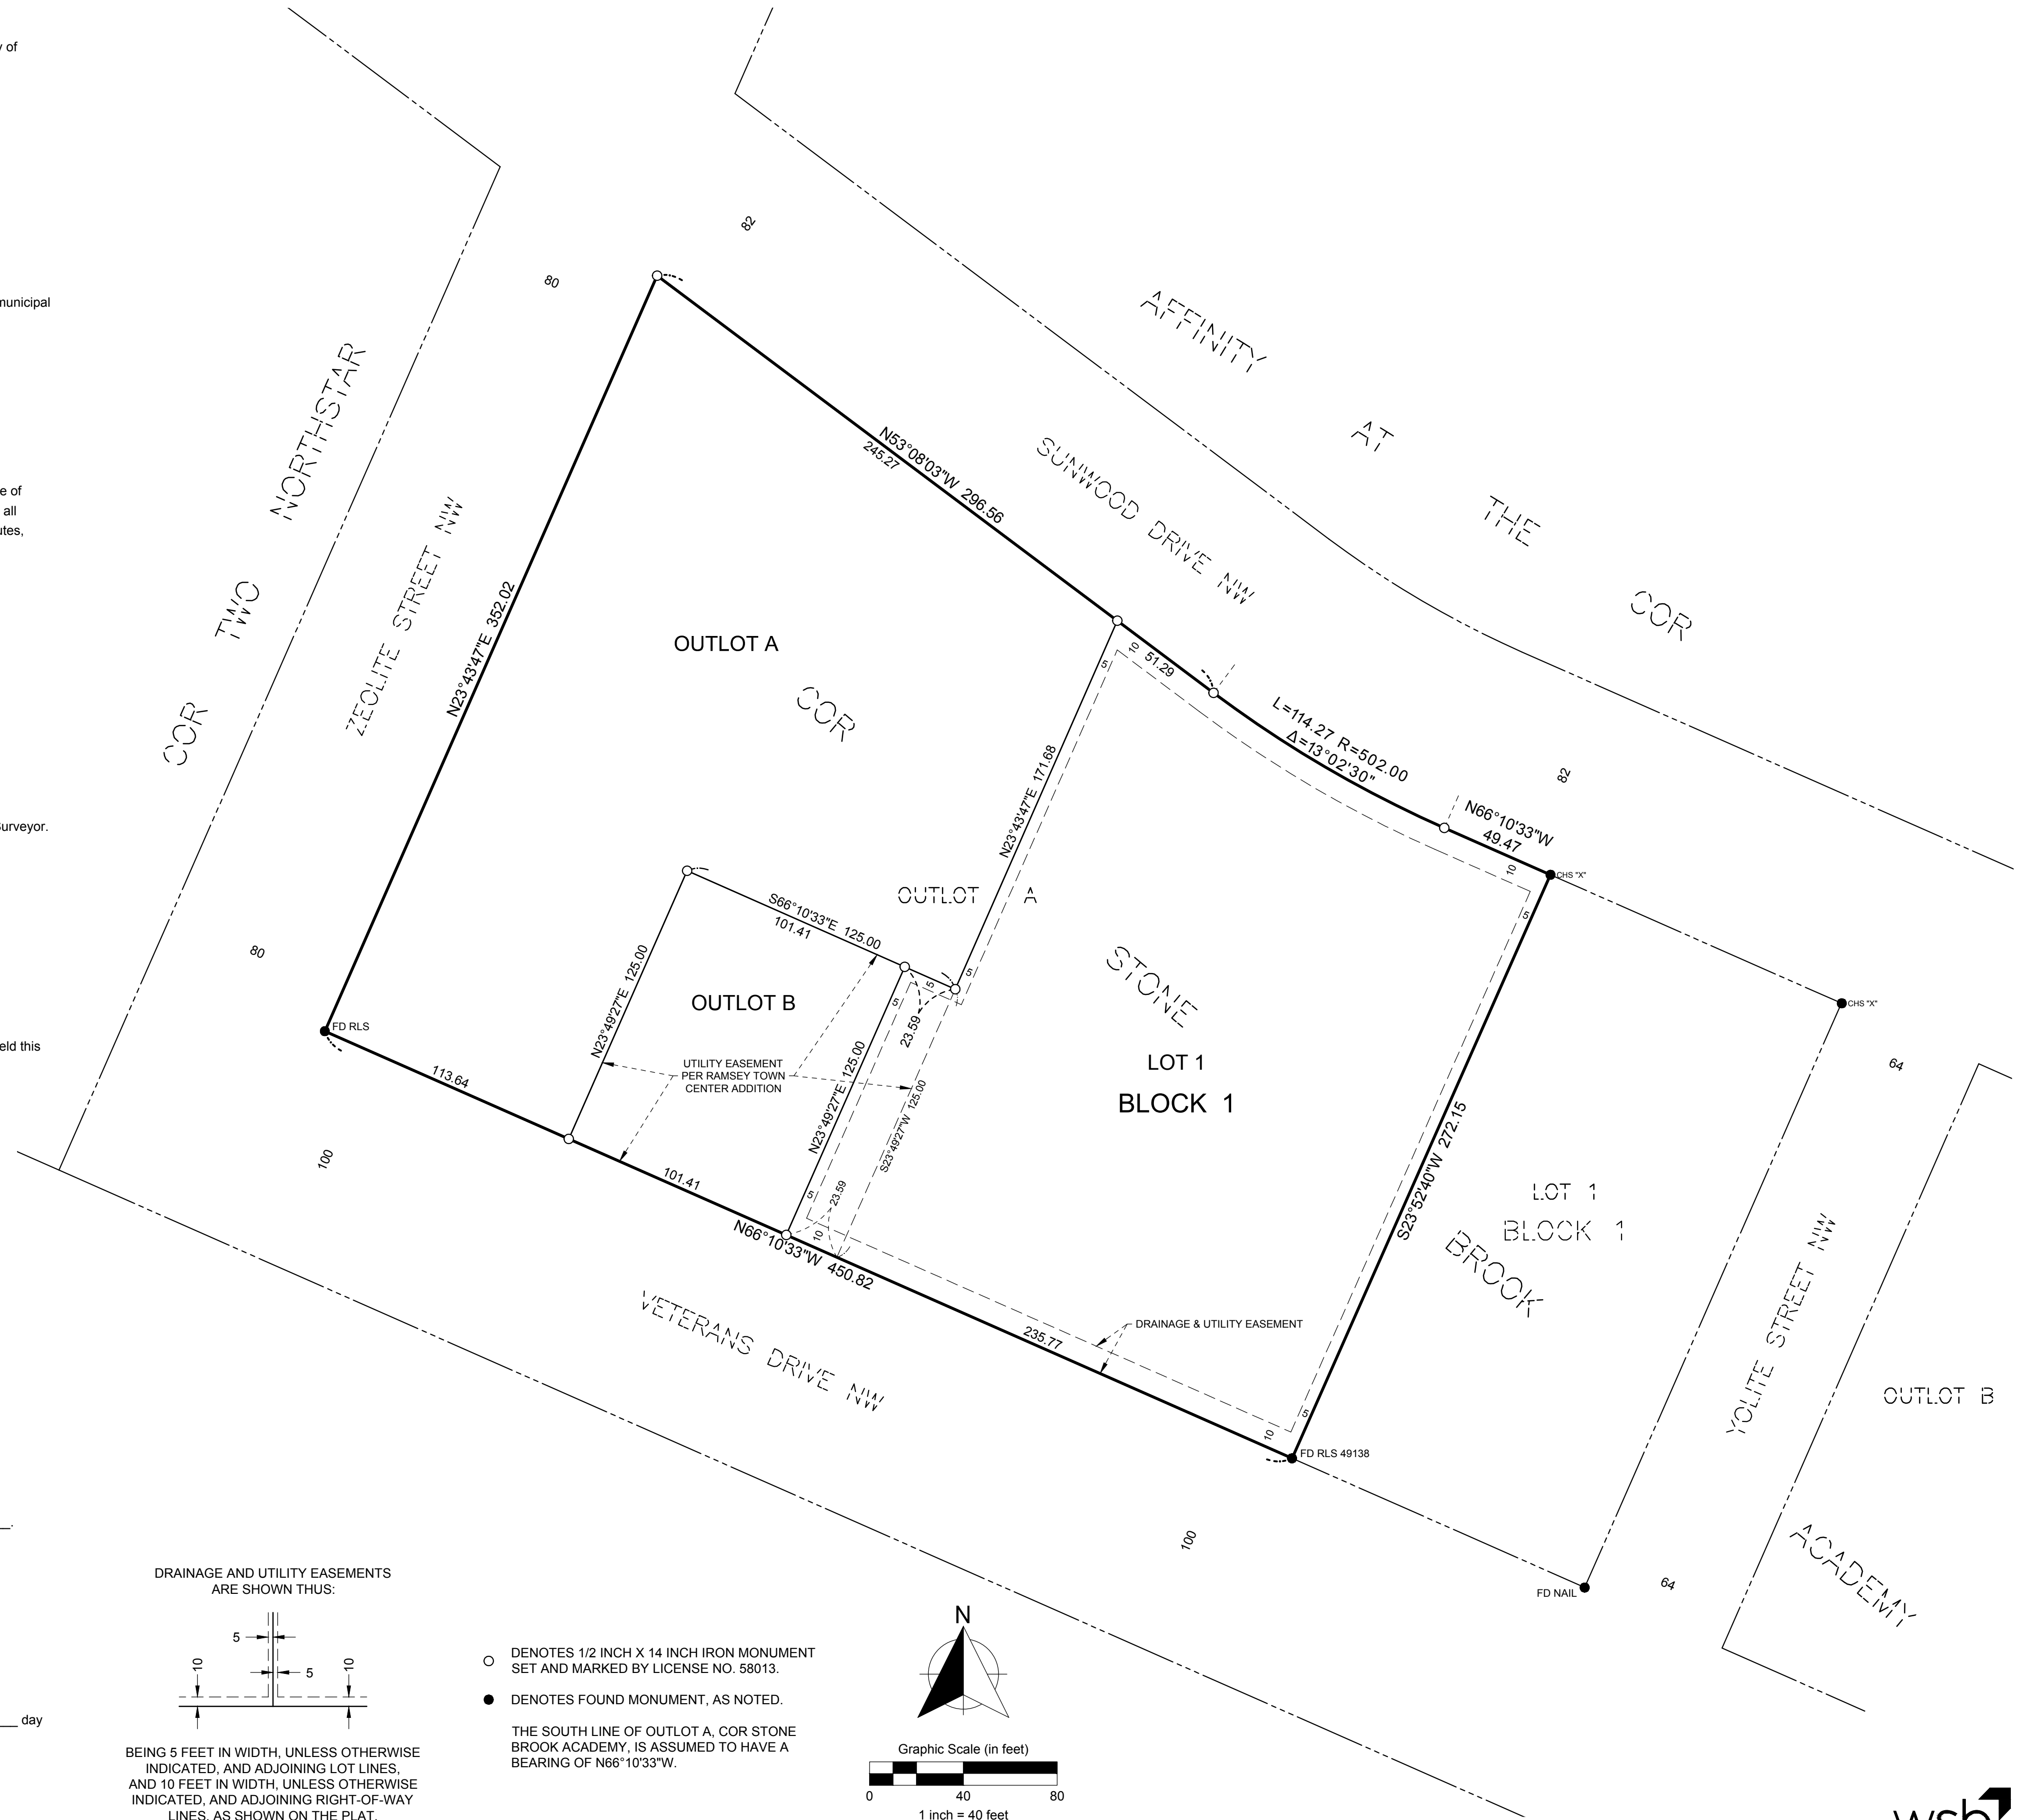 y of
municipal
e of
all
utes,
Surveyor.
eld this
day
82
80
AFFINITY
AT
THE
COR
SUNWOOD DRIVE NW
N53°08'03"W 296.56
245.27
COR TWO NORTHSTAR
ZEOLITE STREET NW
N23°43'47"E 352.02
OUTLOT A
COR
10
5
51.29
L=114.27 R=502.00
Δ=13°02'30"
82
N66°10'33"W
49.47
CHS "X"
10
5
N23°43'47"E 171.68
OUTLOT A
S66°10'33"E 125.00
101.41
N23°49'27"E 125.00
OUTLOT B
5
5
5
23.59
STONE
LOT 1
BLOCK 1
80
FD RLS
113.64
UTILITY EASEMENT
PER RAMSEY TOWN
CENTER ADDITION
N23°49'27"E 125.00
S23°49'27"W 125.00
CHS "X"
64
S23°52'40"W 272.15
LOT 1
BLOCK 1
BROOK
YOLITE STREET NW
100
101.41
5
23.59
10
N66°10'33"W 450.82
VETERANS DRIVE NW
235.77
DRAINAGE & UTILITY EASEMENT
5
10
FD RLS 49138
OUTLOT B
100
FD NAIL
64
ACADEMY
DRAINAGE AND UTILITY EASEMENTS
ARE SHOWN THUS:
5
10
5
10
BEING 5 FEET IN WIDTH, UNLESS OTHERWISE
INDICATED, AND ADJOINING LOT LINES,
AND 10 FEET IN WIDTH, UNLESS OTHERWISE
INDICATED, AND ADJOINING RIGHT-OF-WAY
LINES, AS SHOWN ON THE PLAT.
DENOTES 1/2 INCH X 14 INCH IRON MONUMENT
SET AND MARKED BY LICENSE NO. 58013.
DENOTES FOUND MONUMENT, AS NOTED.
THE SOUTH LINE OF OUTLOT A, COR STONE
BROOK ACADEMY, IS ASSUMED TO HAVE A
BEARING OF N66°10'33"W.
N
Graphic Scale (in feet)
0 40 80
1 inch = 40 feet
wsb